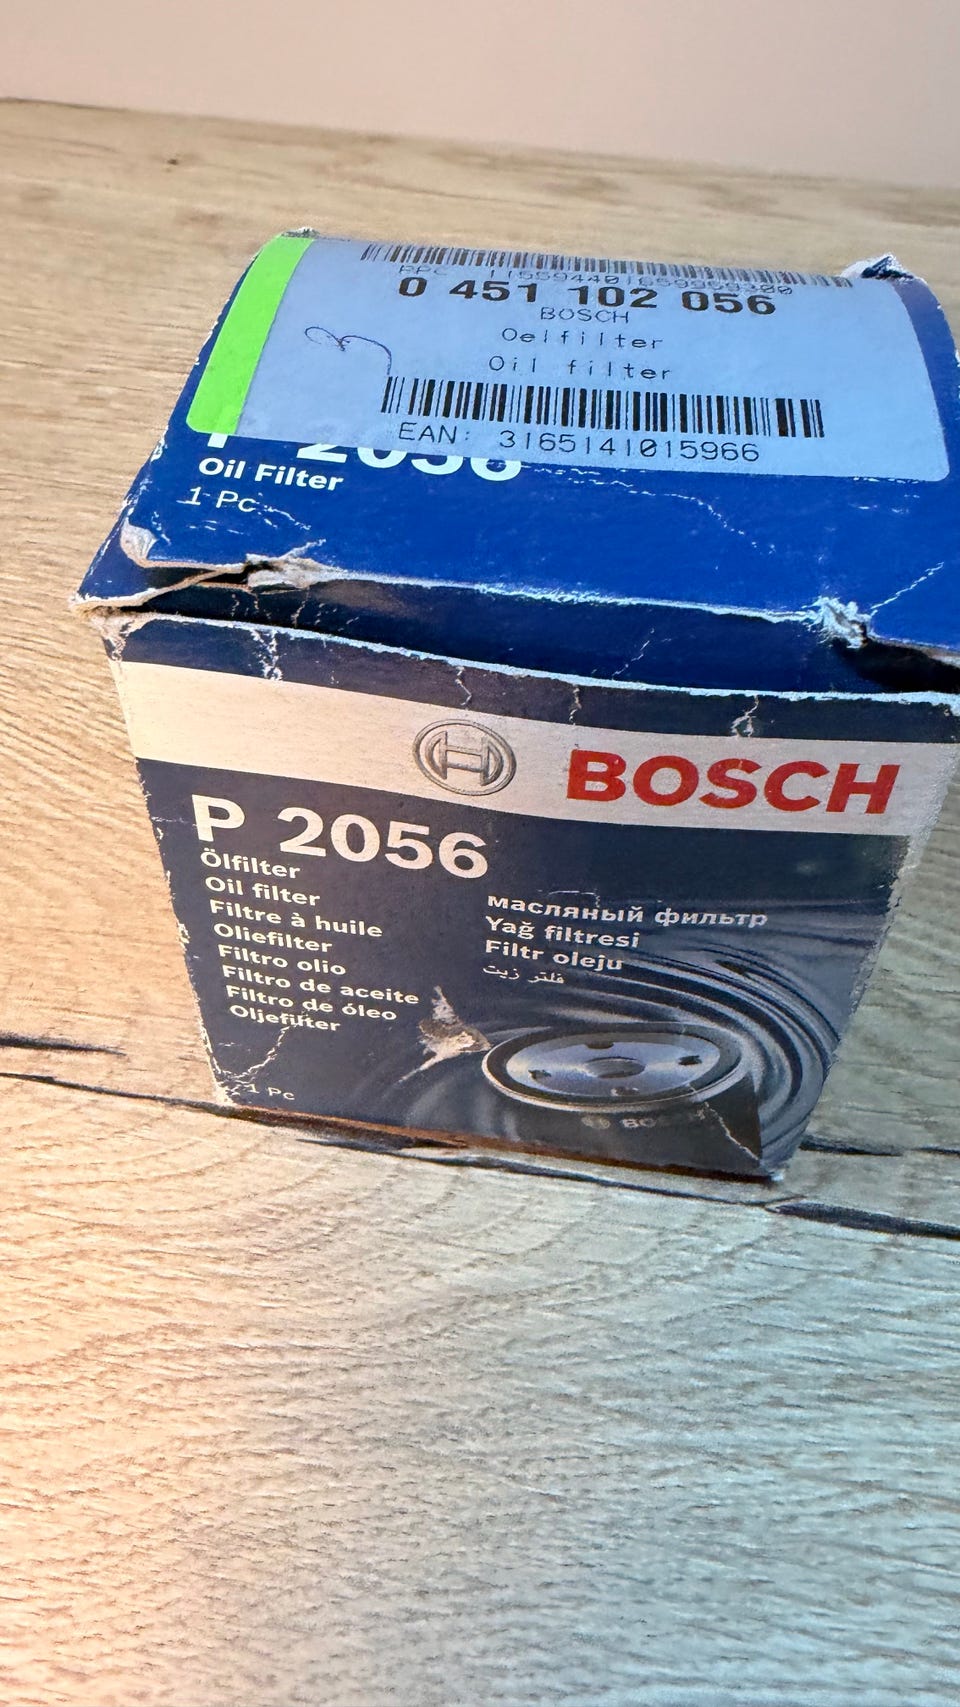 0 451 102 056
BOSCH
Oelfilter
Oil filter
EAN: 3165141015966
3
P 2056
Oil Filter
1 Pc
BOSCH
P 2056
Ölfilter
Oil filter
Filtre à huile
Oliefilter
Filtro olio
Filtro de aceite
Filtro de óleo
Oljefilter
масляный фильтр
Yağ filtresi
Filtr oleju
فلتر زيت
1 Pc